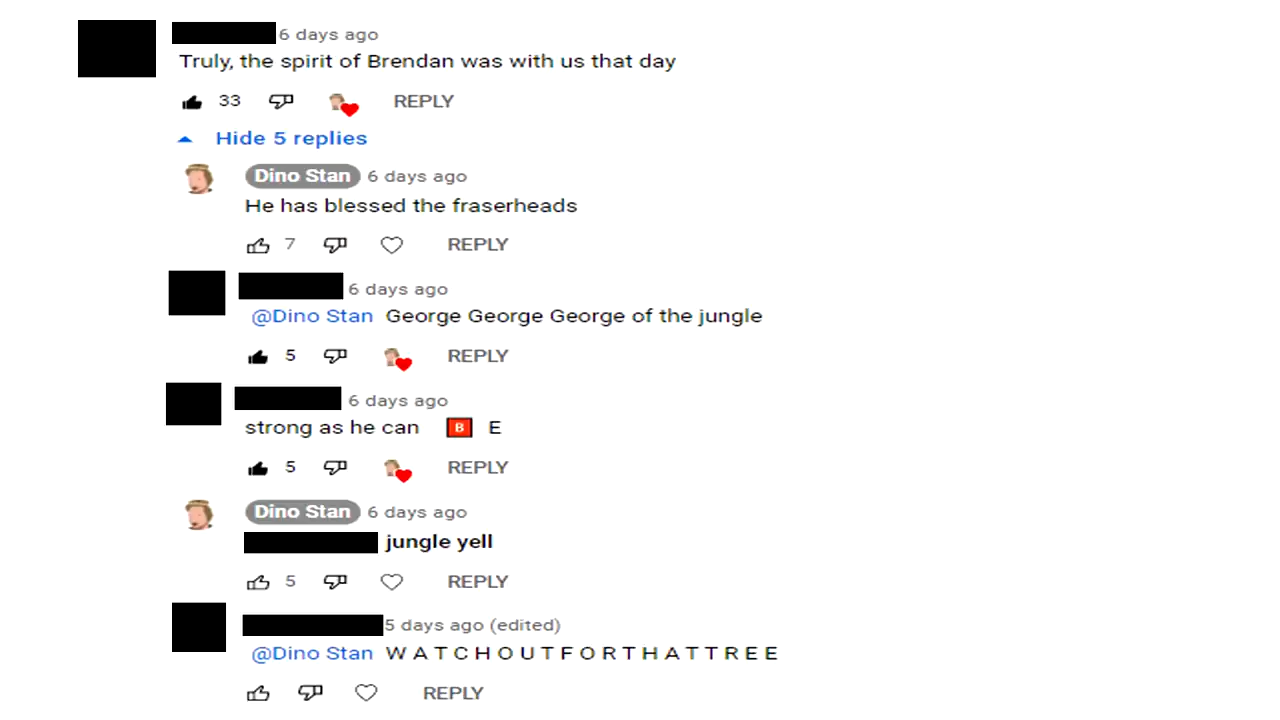 6 days ago
Truly, the spirit of Brendan was with us that day
33 REPLY
Hide 5 replies
Dino Stan 6 days ago
He has blessed the fraserheads
7 REPLY
6 days ago
@Dino Stan George George George of the jungle
5 REPLY
6 days ago
strong as he can B E
5 REPLY
Dino Stan 6 days ago
jungle yell
5 REPLY
5 days ago (edited)
@Dino Stan W A T C H O U T F O R T H A T T R E E
REPLY